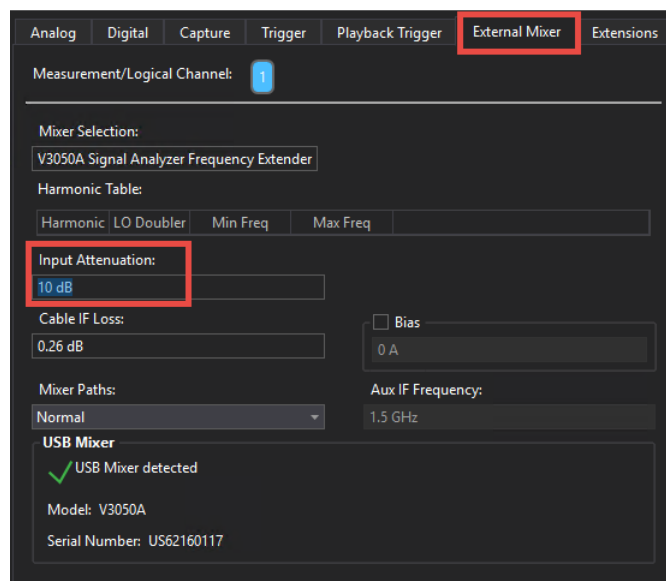 Analog Digital Capture Trigger Playback Trigger External Mixer Extensions
Measurement/Logical Channel: 1
Mixer Selection:
V3050A Signal Analyzer Frequency Extender
Harmonic Table:
Harmonic LO Doubler Min Freq Max Freq
Input Attenuation:
10 dB
Cable IF Loss:
0.26 dB
Bias
0 A
Mixer Paths:
Normal
Aux IF Frequency:
1.5 GHz
USB Mixer
USB Mixer detected
Model: V3050A
Serial Number: US62160117